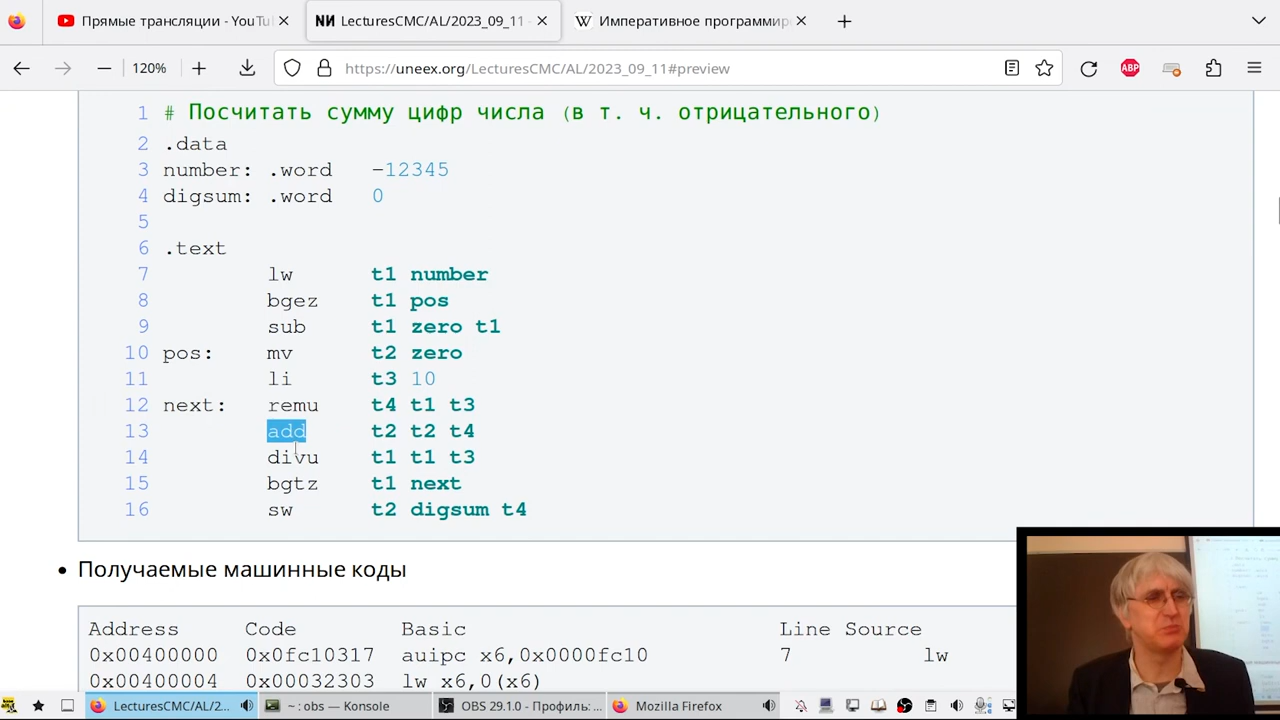 Прямые трансляции - YouTu
LecturesCMC/AL/2023_09_11 -
Императивное программир
120%
https://uneex.org/LecturesCMC/AL/2023_09_11#preview
ABP
1 # Посчитать сумму цифр числа (в т. ч. отрицательного)
2 .data
3 number: .word -12345
4 digsum: .word 0
5
6 .text
7 lw t1 number
8 bgez t1 pos
9 sub t1 zero t1
10 pos: mv t2 zero
11 li t3 10
12 next: remu t4 t1 t3
13 add t2 t2 t4
14 divu t1 t1 t3
15 bgtz t1 next
16 sw t2 digsum t4
• Получаемые машинные коды
Address Code Basic Line Source
0x00400000 0x0fc10317 auipc x6,0x0000fc10 7 lw
0x00400004 0x00032303 lw x6,0(x6)
LecturesCMC/AL/2...
~ : cxs — Konsole
OBS 29.1.0 - Профиль: ...
Mozilla Firefox